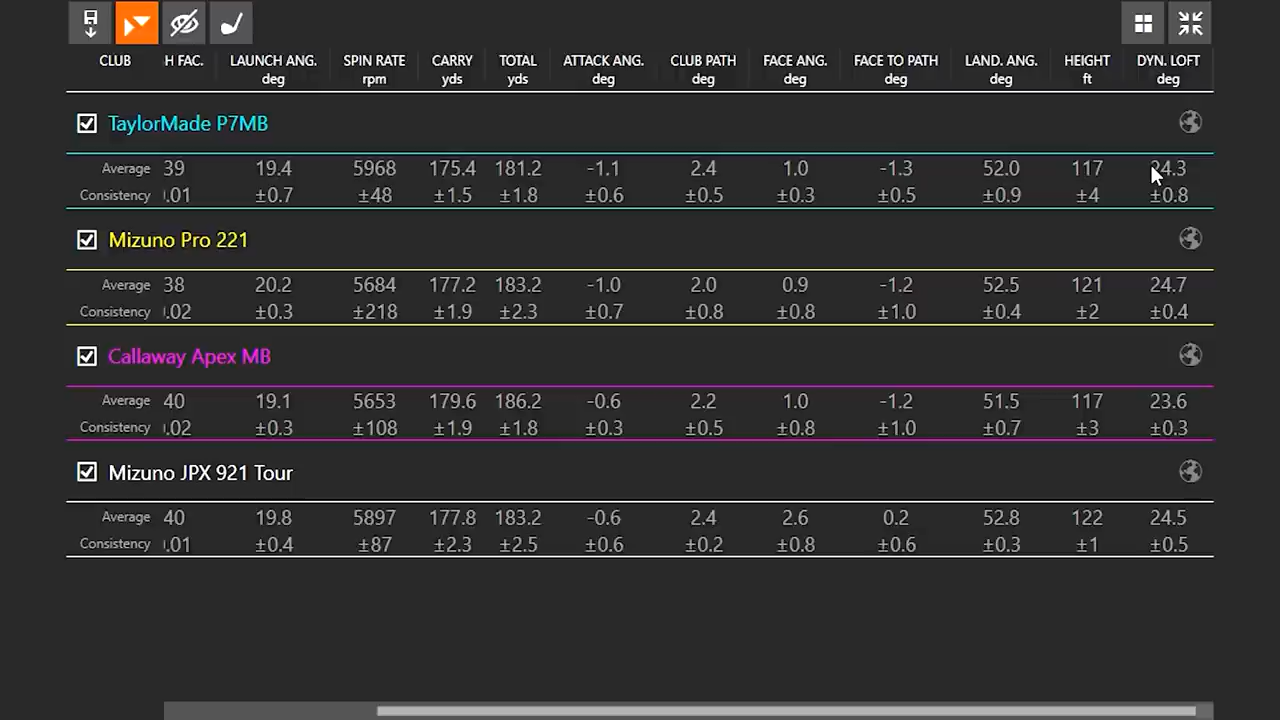 CLUB H FAC. LAUNCH ANG. SPIN RATE CARRY TOTAL ATTACK ANG. CLUB PATH FACE ANG. FACE TO PATH LAND. ANG. HEIGHT DYN. LOFT
deg rpm yds yds deg deg deg deg deg ft deg
TaylorMade P7MB
Average 39 19.4 5968 175.4 181.2 -1.1 2.4 1.0 -1.3 52.0 117 24.3
Consistency .01 ±0.7 ±48 ±1.5 ±1.8 ±0.6 ±0.5 ±0.3 ±0.5 ±0.9 ±4 ±0.8
Mizuno Pro 221
Average 38 20.2 5684 177.2 183.2 -1.0 2.0 0.9 -1.2 52.5 121 24.7
Consistency .02 ±0.3 ±218 ±1.9 ±2.3 ±0.7 ±0.8 ±0.8 ±1.0 ±0.4 ±2 ±0.4
Callaway Apex MB
Average 40 19.1 5653 179.6 186.2 -0.6 2.2 1.0 -1.2 51.5 117 23.6
Consistency .02 ±0.3 ±108 ±1.9 ±1.8 ±0.3 ±0.5 ±0.8 ±1.0 ±0.7 ±3 ±0.3
Mizuno JPX 921 Tour
Average 40 19.8 5897 177.8 183.2 -0.6 2.4 2.6 0.2 52.8 122 24.5
Consistency .01 ±0.4 ±87 ±2.3 ±2.5 ±0.6 ±0.2 ±0.8 ±0.6 ±0.3 ±1 ±0.5